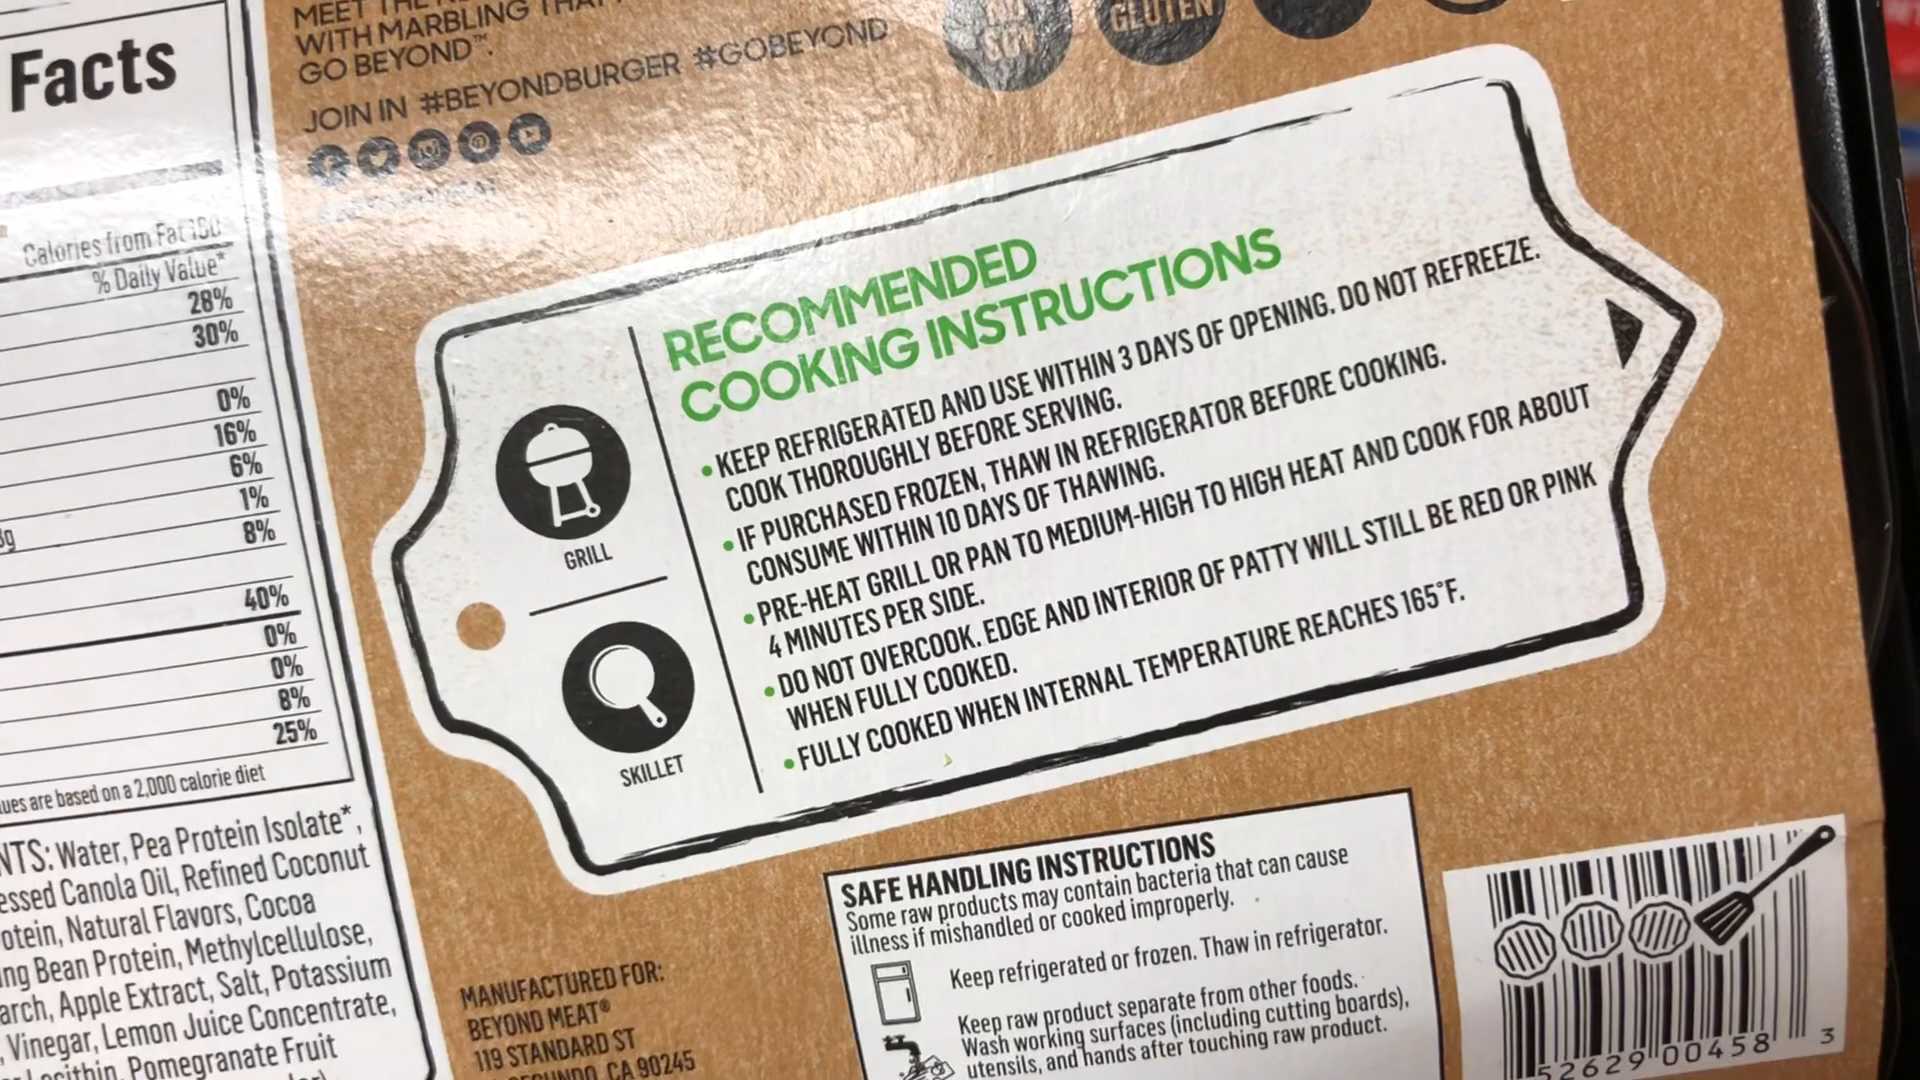 Facts
Calories from Fat 180
% Daily Value*
28%
30%
0%
16%
6%
1%
8%
40%
0%
0%
8%
25%
are based on a 2,000 calorie diet
Water, Pea Protein Isolate*,
Canola Oil, Refined Coconut
Natural Flavors, Cocoa
Bean Protein, Methylcellulose,
Apple Extract, Salt, Potassium
Vinegar, Lemon Juice Concentrate,
Pomegranate Fruit
MEET THE
WITH MARBLING
GO BEYOND™.
JOIN IN #BEYONDBURGER #GOBEYOND
GLUTEN
RECOMMENDED
COOKING INSTRUCTIONS
• KEEP REFRIGERATED AND USE WITHIN 3 DAYS OF OPENING. DO NOT REFREEZE.
COOK THOROUGHLY BEFORE SERVING.
• IF PURCHASED FROZEN, THAW IN REFRIGERATOR BEFORE COOKING.
CONSUME WITHIN 10 DAYS OF THAWING.
• PRE-HEAT GRILL OR PAN TO MEDIUM-HIGH TO HIGH HEAT AND COOK FOR ABOUT
4 MINUTES PER SIDE.
• DO NOT OVERCOOK. EDGE AND INTERIOR OF PATTY WILL STILL BE RED OR PINK
WHEN FULLY COOKED.
• FULLY COOKED WHEN INTERNAL TEMPERATURE REACHES 165°F.
GRILL
SKILLET
MANUFACTURED FOR:
BEYOND MEAT®
119 STANDARD ST
CA 90245
SAFE HANDLING INSTRUCTIONS
Some raw products may contain bacteria that can cause
illness if mishandled or cooked improperly.
Keep refrigerated or frozen. Thaw in refrigerator.
Keep raw product separate from other foods.
Wash working surfaces (including cutting boards),
utensils, and hands after touching raw product.
52629 00458 3